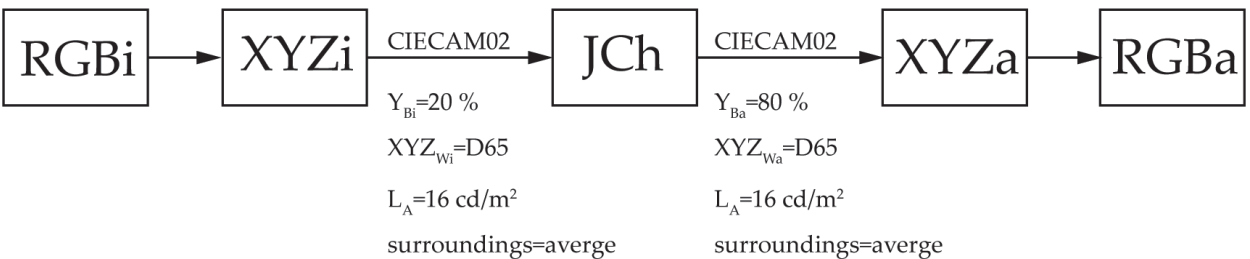 RGBi
XYZi
CIECAM02
Y_Bi=20 %
XYZ_Wi=D65
L_A=16 cd/m²
surroundings=averge
JCh
CIECAM02
Y_Ba=80 %
XYZ_Wa=D65
L_A=16 cd/m²
surroundings=averge
XYZa
RGBa